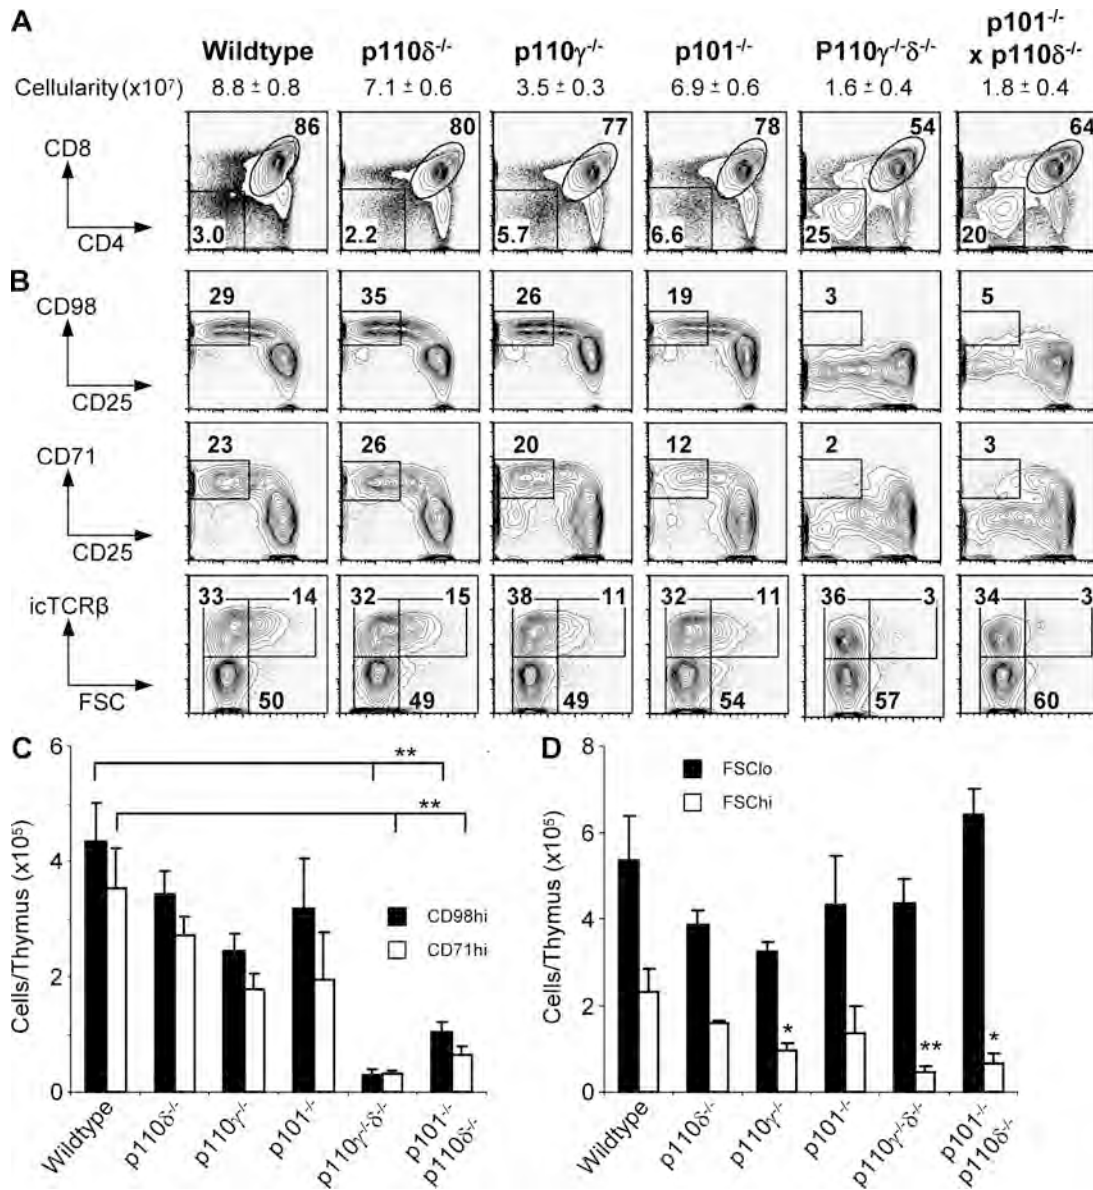 A
Wildtype p110δ-/- p110γ-/- p101-/- P110γ-/-δ-/- p101-/- x p110δ-/-
Cellularity (x10⁷) 8.8 ± 0.8 7.1 ± 0.6 3.5 ± 0.3 6.9 ± 0.6 1.6 ± 0.4 1.8 ± 0.4
CD8
86 80 77 78 54 64
3.0 2.2 5.7 6.6 25 20
CD4
B
CD98
29 35 26 19 3 5
CD25
CD71
23 26 20 12 2 3
CD25
icTCRβ
33 14 32 15 38 11 32 11 36 3 34 3
50 49 49 54 57 60
FSC
C
6
4
2
0
Cells/Thymus (x10⁵)
**
**
CD98hi
CD71hi
Wildtype
p110δ-/-
p110γ-/-
p101-/-
p110γ-/-δ-/-
p101-/-
p110δ-/-
D
8
6
4
2
0
Cells/Thymus (x10⁵)
FSClo
FSChi
*
**
*
Wildtype
p110δ-/-
p110γ-/-
p101-/-
p110γ-/-δ-/-
p101-/-
p110δ-/-